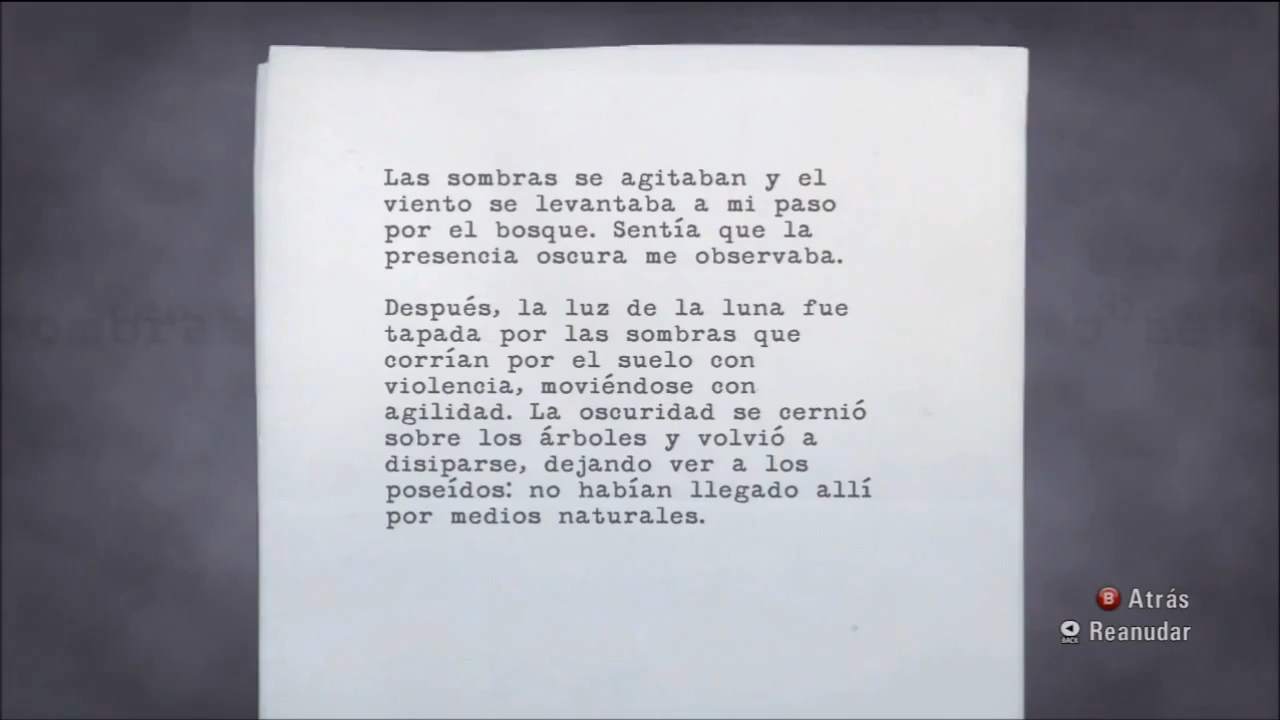 Las sombras se agitaban y el
viento se levantaba a mi paso
por el bosque. Sentía que la
presencia oscura me observaba.
Después, la luz de la luna fue
tapada por las sombras que
corrían por el suelo con
violencia, moviéndose con
agilidad. La oscuridad se cernió
sobre los árboles y volvió a
disiparse, dejando ver a los
poseídos: no habían llegado allí
por medios naturales.
B Atrás
BACK Reanudar